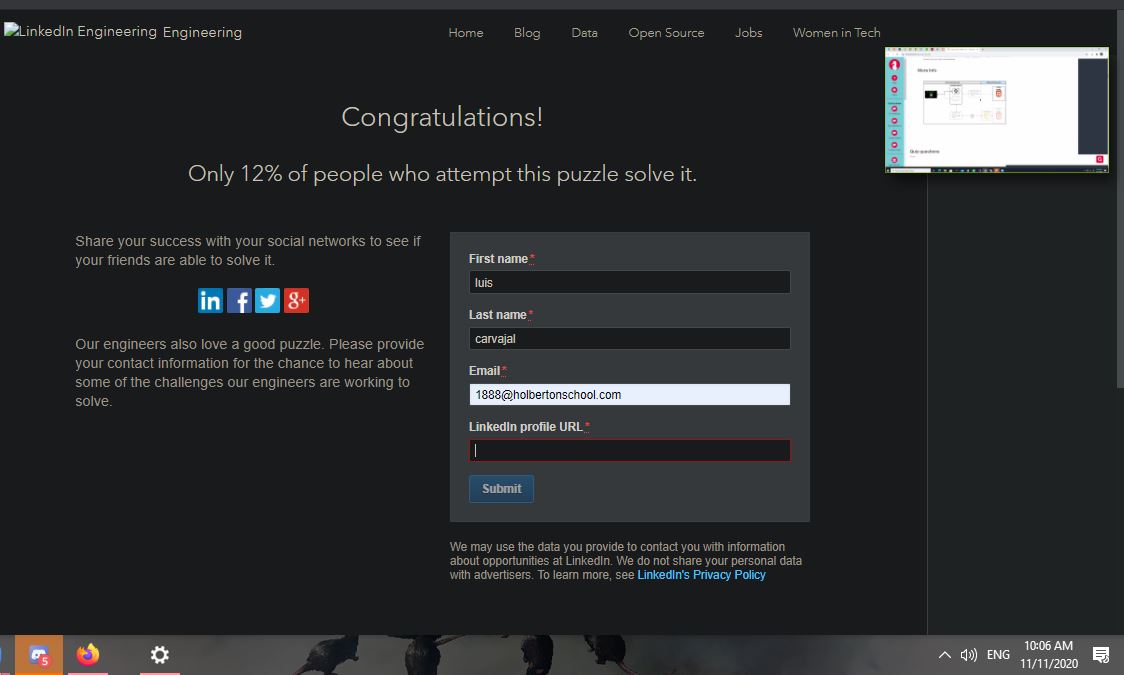 LinkedIn Engineering Engineering
Home Blog Data Open Source Jobs Women in Tech
More Info
Quiz questions
Congratulations!
Only 12% of people who attempt this puzzle solve it.
Share your success with your social networks to see if
your friends are able to solve it.
in f g+
Our engineers also love a good puzzle. Please provide
your contact information for the chance to hear about
some of the challenges our engineers are working to
solve.
First name*
luis
Last name*
carvajal
Email*
1888@holbertonschool.com
LinkedIn profile URL*
Submit
We may use the data you provide to contact you with information
about opportunities at LinkedIn. We do not share your personal data
with advertisers. To learn more, see LinkedIn's Privacy Policy
5
ENG
10:06 AM
11/11/2020